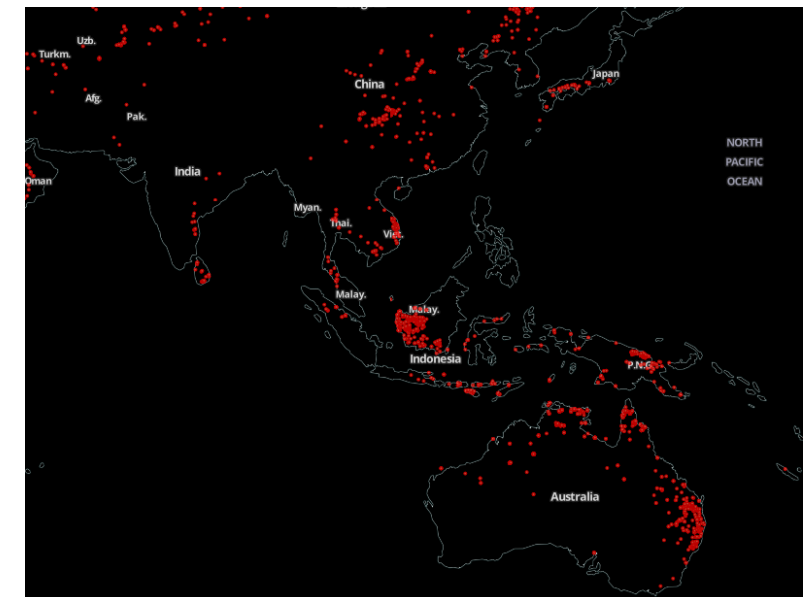 Uzb.
Turkm.
Japan
China
Afg.
Pak.
NORTH
PACIFIC
OCEAN
India
Oman
Myan.
Thai.
Viet.
Malay.
Malay.
Indonesia
P.N.G.
Australia